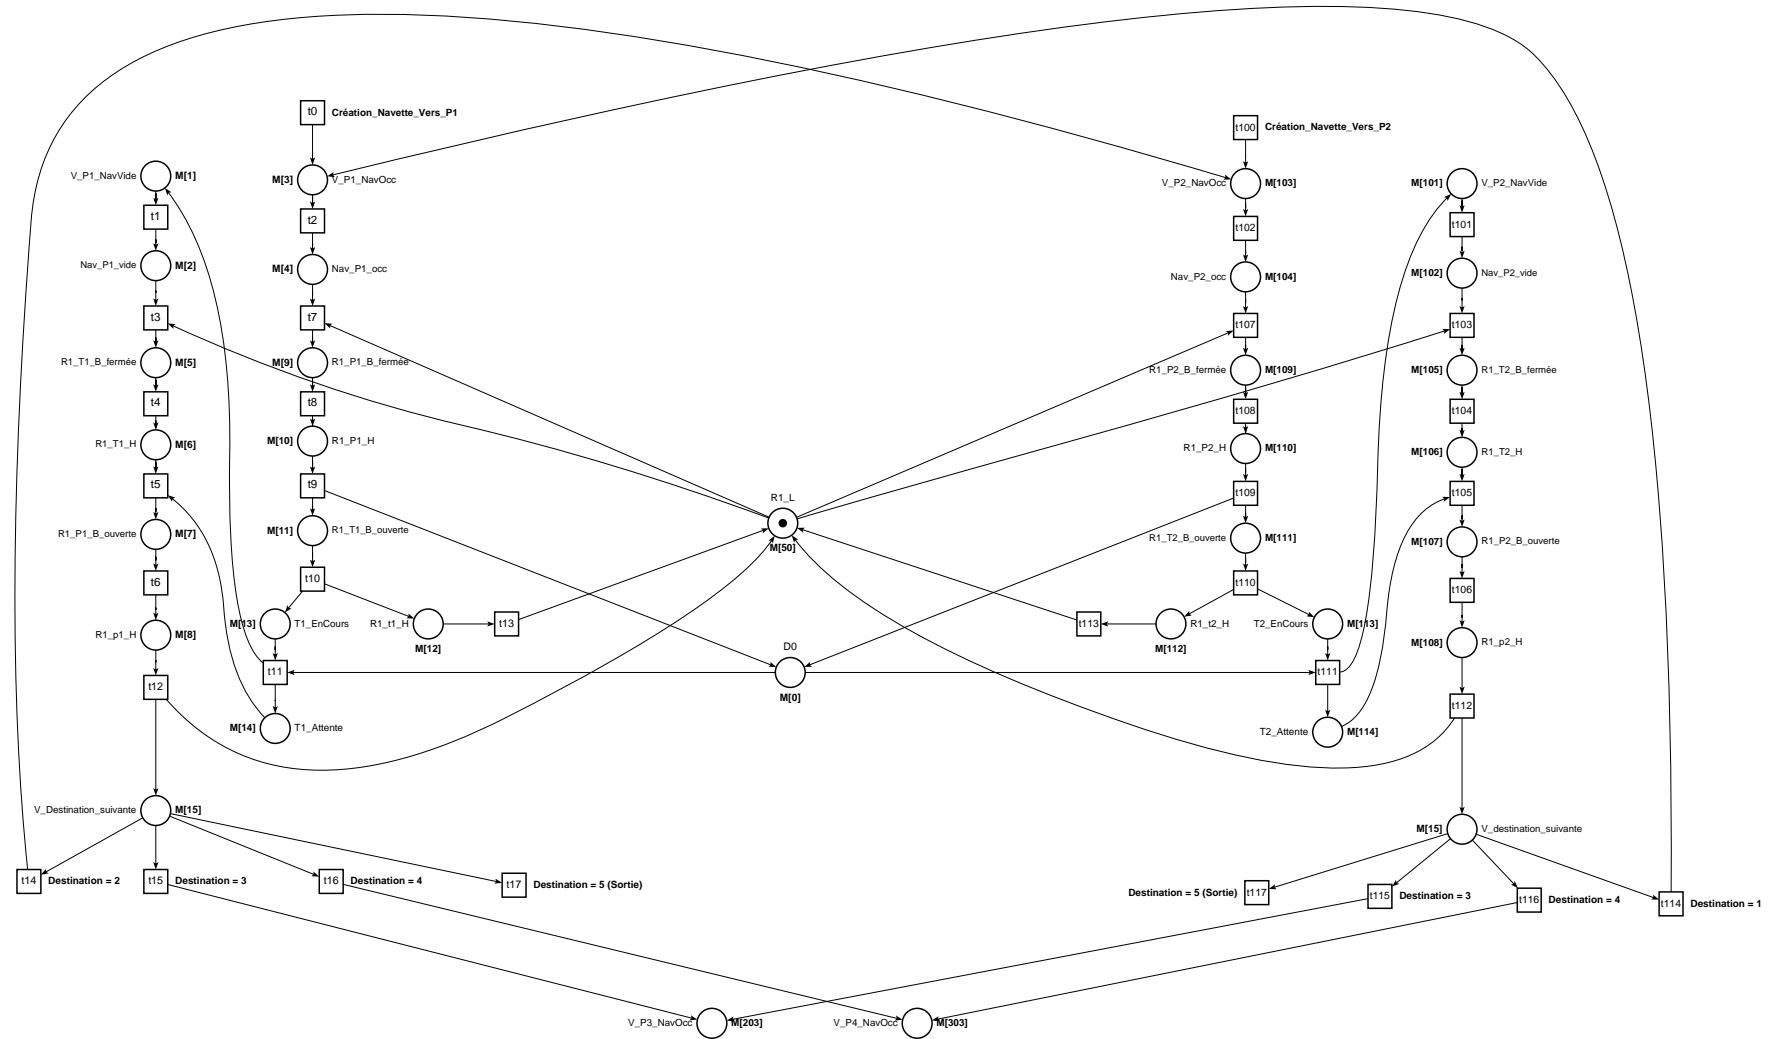 t0 Création_Navette_Vers_P1
t100 Création_Navette_Vers_P2
V_P1_NavVide M[1]
M[3] V_P1_NavOcc
V_P2_NavOcc M[103]
M[101] V_P2_NavVide
t1
t2
t102
t101
Nav_P1_vide M[2]
M[4] Nav_P1_occ
Nav_P2_occ M[104]
M[102] Nav_P2_vide
t3
t7
t107
t103
R1_T1_B_fermée M[5]
M[9] R1_P1_B_fermée
R1_P2_B_fermée M[109]
M[105] R1_T2_B_fermée
t4
t8
t108
t104
R1_T1_H M[6]
M[10] R1_P1_H
R1_P2_H M[110]
M[106] R1_T2_H
t5
t9
t109
t105
R1_L
M[50]
R1_P1_B_ouverte M[7]
M[11] R1_T1_B_ouverte
R1_T2_B_ouverte M[111]
M[107] R1_P2_B_ouverte
t6
t10
t110
t106
R1_p1_H M[8]
M[13] T1_EnCours
R1_t1_H
M[12]
t13
t113
R1_t2_H
M[112]
T2_EnCours M[113]
M[108] R1_p2_H
t12
t11
D0
M[0]
t111
t112
M[14] T1_Attente
T2_Attente M[114]
V_Destination_suivante M[15]
M[15] V_destination_suivante
t14 Destination = 2
t15 Destination = 3
t16 Destination = 4
t17 Destination = 5 (Sortie)
Destination = 5 (Sortie) t117
t115 Destination = 3
t116 Destination = 4
t114 Destination = 1
V_P3_NavOcc M[203]
V_P4_NavOcc M[303]